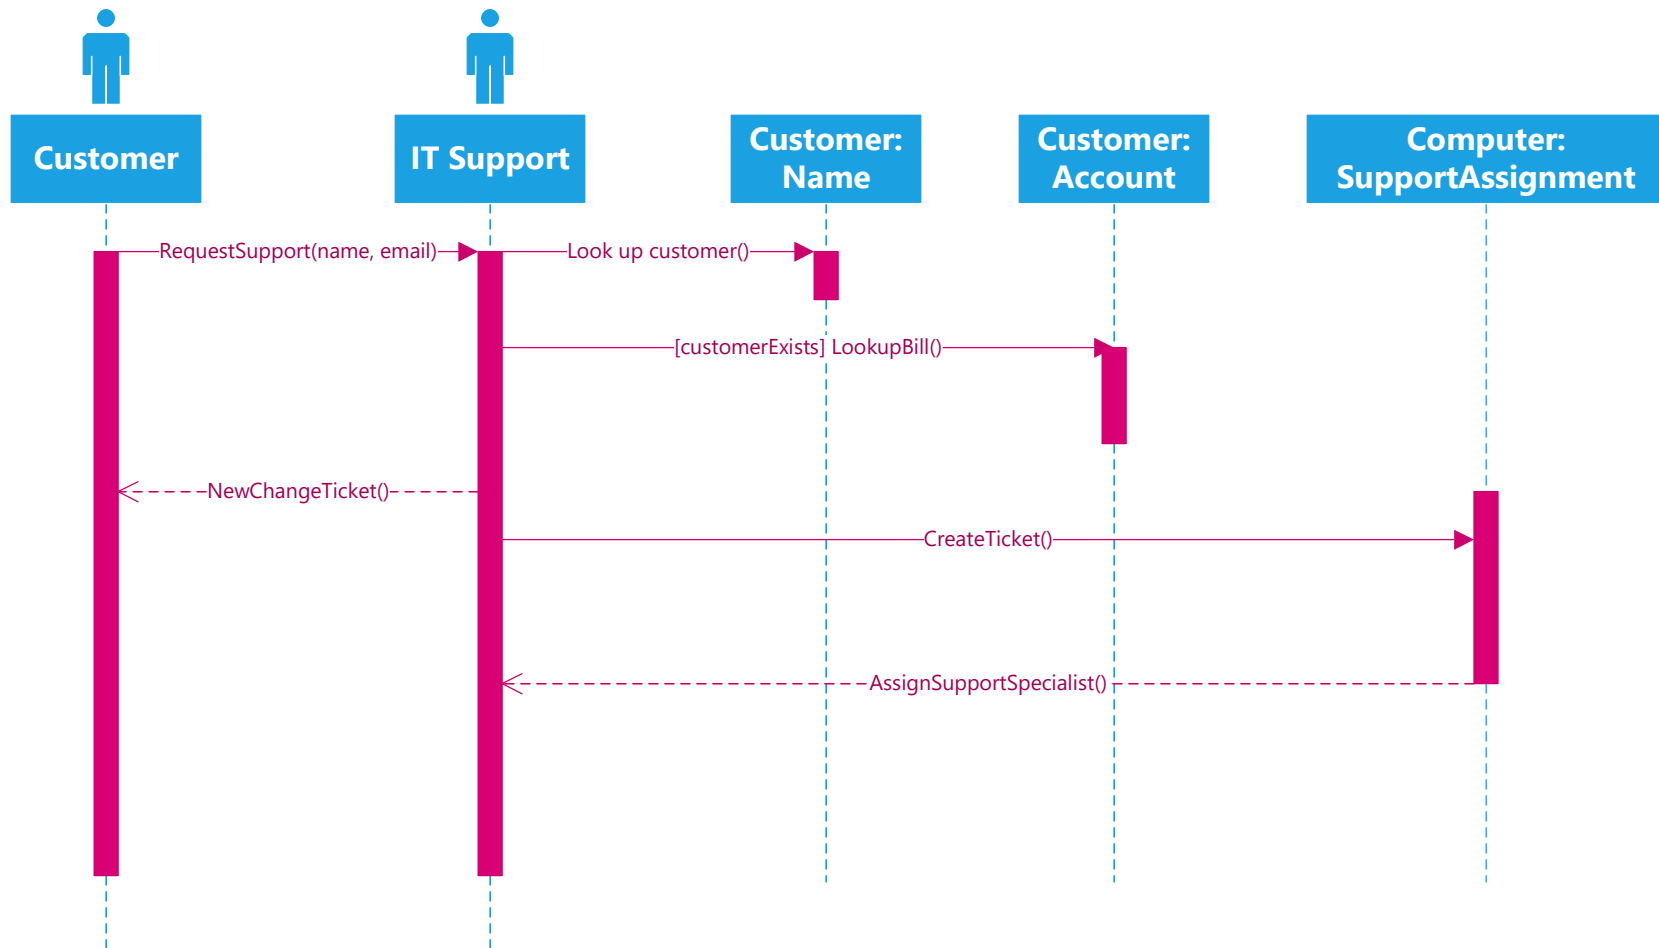 Customer
IT Support
Customer:
Name
Customer:
Account
Computer:
SupportAssignment
RequestSupport(name, email)
Look up customer()
[customerExists] LookupBill()
NewChangeTicket()
CreateTicket()
AssignSupportSpecialist()